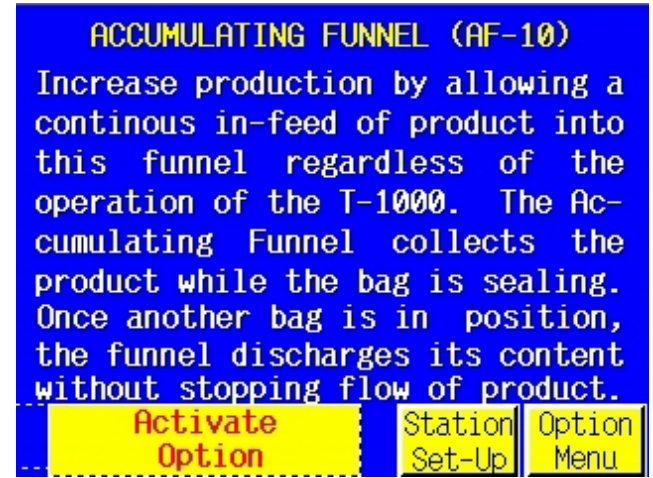 ACCUMULATING FUNNEL (AF-10)
Increase production by allowing a
continous in-feed of product into
this funnel regardless of the
operation of the T-1000. The Ac-
cumulating Funnel collects the
product while the bag is sealing.
Once another bag is in position,
the funnel discharges its content
without stopping flow of product.
Activate
Option
Station
Set-Up
Option
Menu